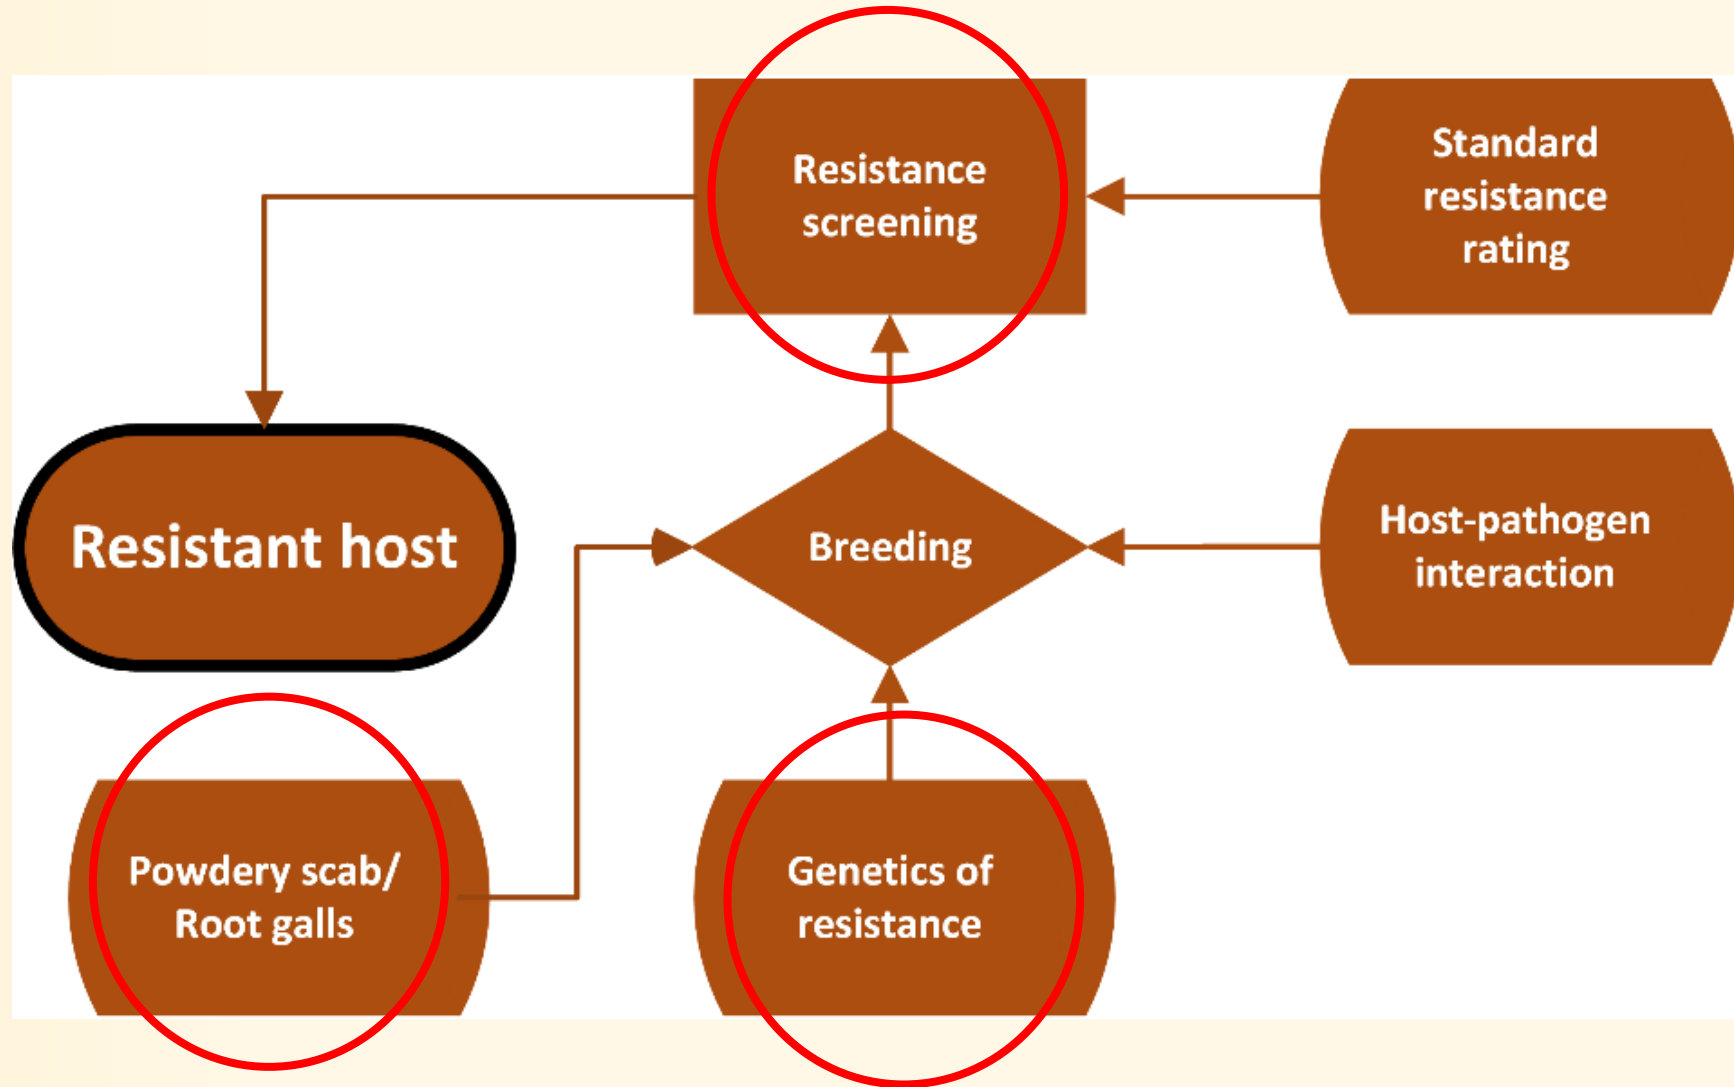 Resistance
screening
Standard
resistance
rating
Resistant host
Breeding
Host-pathogen
interaction
Powdery scab/
Root galls
Genetics of
resistance